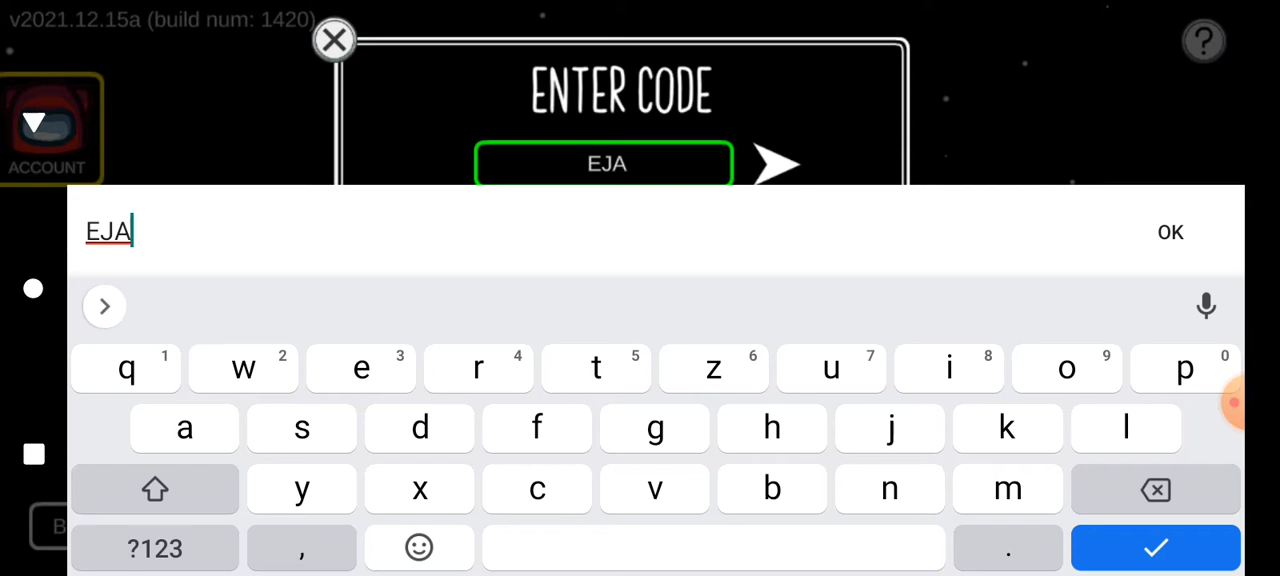 v2021.12.15a (build num: 1420)
?
ENTER CODE
ACCOUNT
EJA
EJA
OK
q 1 w 2 e 3 r 4 t 5 z 6 u 7 i 8 o 9 p 0
a s d f g h j k l
y x c v b n m
?123 , .
B